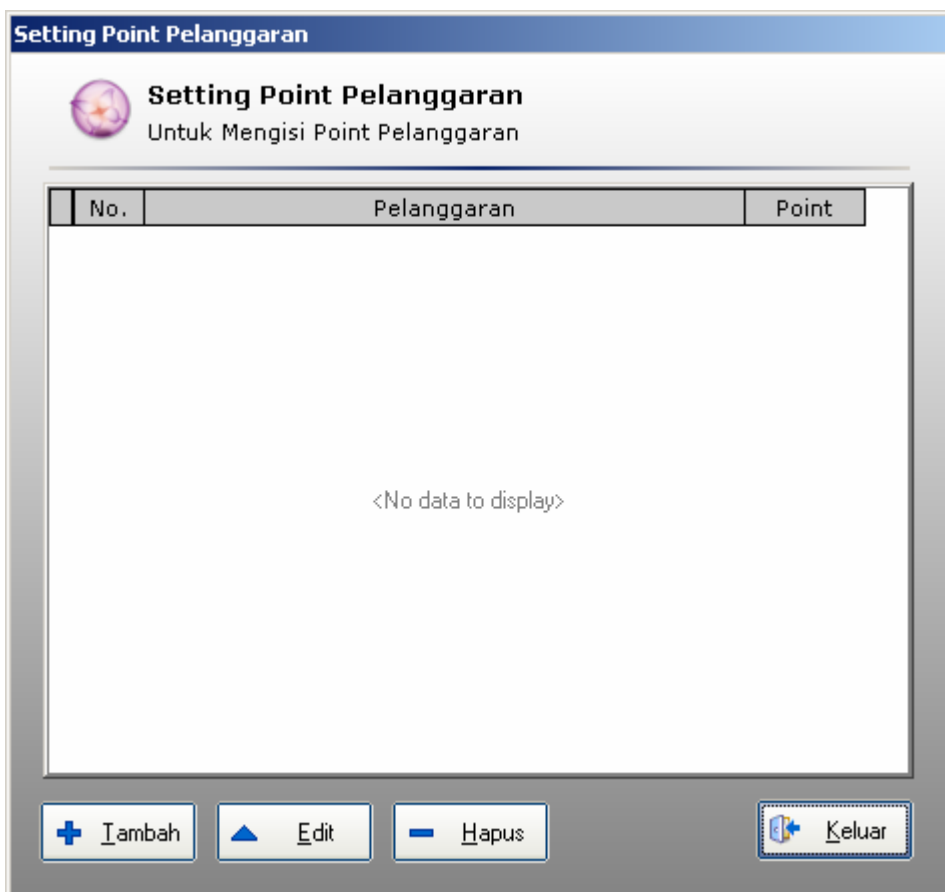 Setting Point Pelanggaran
Setting Point Pelanggaran
Untuk Mengisi Point Pelanggaran
No. Pelanggaran Point
<No data to display>
Tambah Edit Hapus Keluar